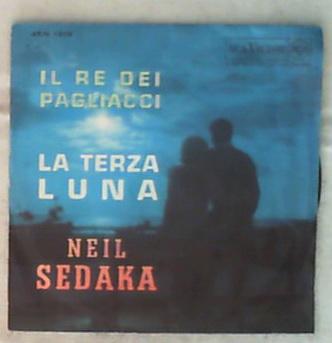 IL RE DEI
PAGLIACCI
LA TERZA
LUNA
NEIL
SEDAKA